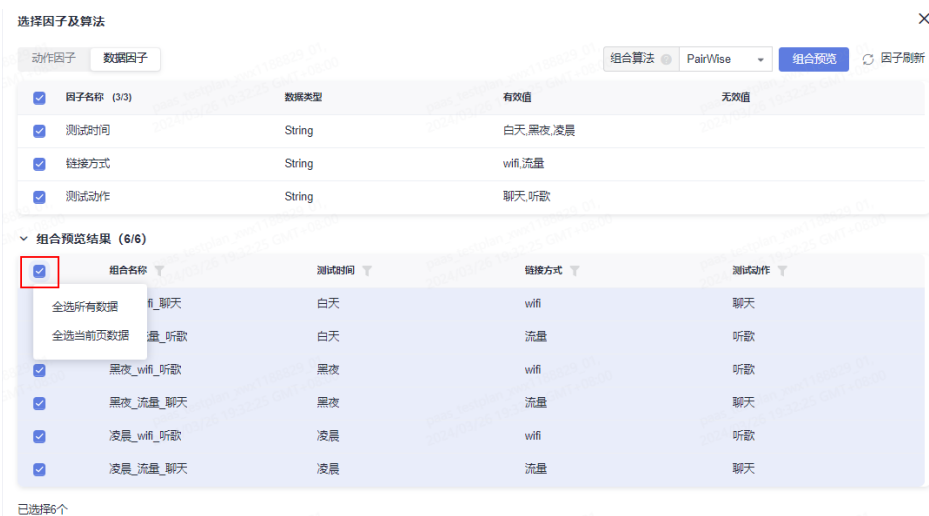 选择因子及算法
动作因子 数据因子 组合算法 PairWise 组合预览 因子刷新
因子名称 (3/3) 数据类型 有效值 无效值
测试时间 String 白天,黑夜,凌晨
链接方式 String wifi,流量
测试动作 String 聊天,听歌
组合预览结果 (6/6)
组合名称 测试时间 链接方式 测试动作
全选所有数据 fi_聊天 白天 wifi 聊天
全选当前页数据 量_听歌 白天 流量 听歌
黑夜_wifi_听歌 黑夜 wifi 听歌
黑夜_流量_聊天 黑夜 流量 聊天
凌晨_wifi_听歌 凌晨 wifi 听歌
凌晨_流量_聊天 凌晨 流量 聊天
已选择6个